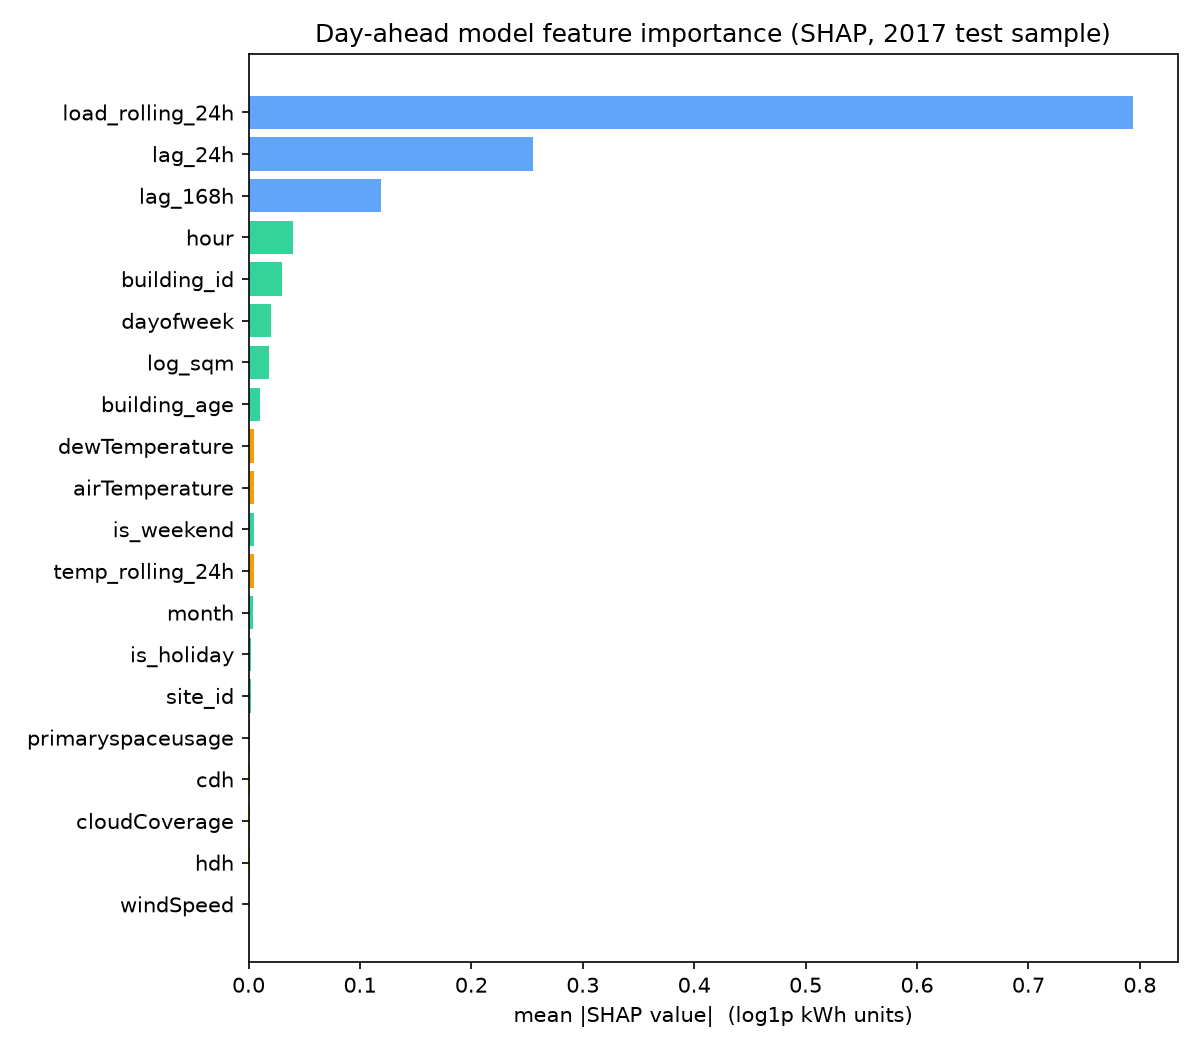 Day-ahead model feature importance (SHAP, 2017 test sample)
load_rolling_24h
lag_24h
lag_168h
hour
building_id
dayofweek
log_sqm
building_age
dewTemperature
airTemperature
is_weekend
temp_rolling_24h
month
is_holiday
site_id
primaryspaceusage
cdh
cloudCoverage
hdh
windSpeed
0.0 0.1 0.2 0.3 0.4 0.5 0.6 0.7 0.8
mean |SHAP value| (log1p kWh units)